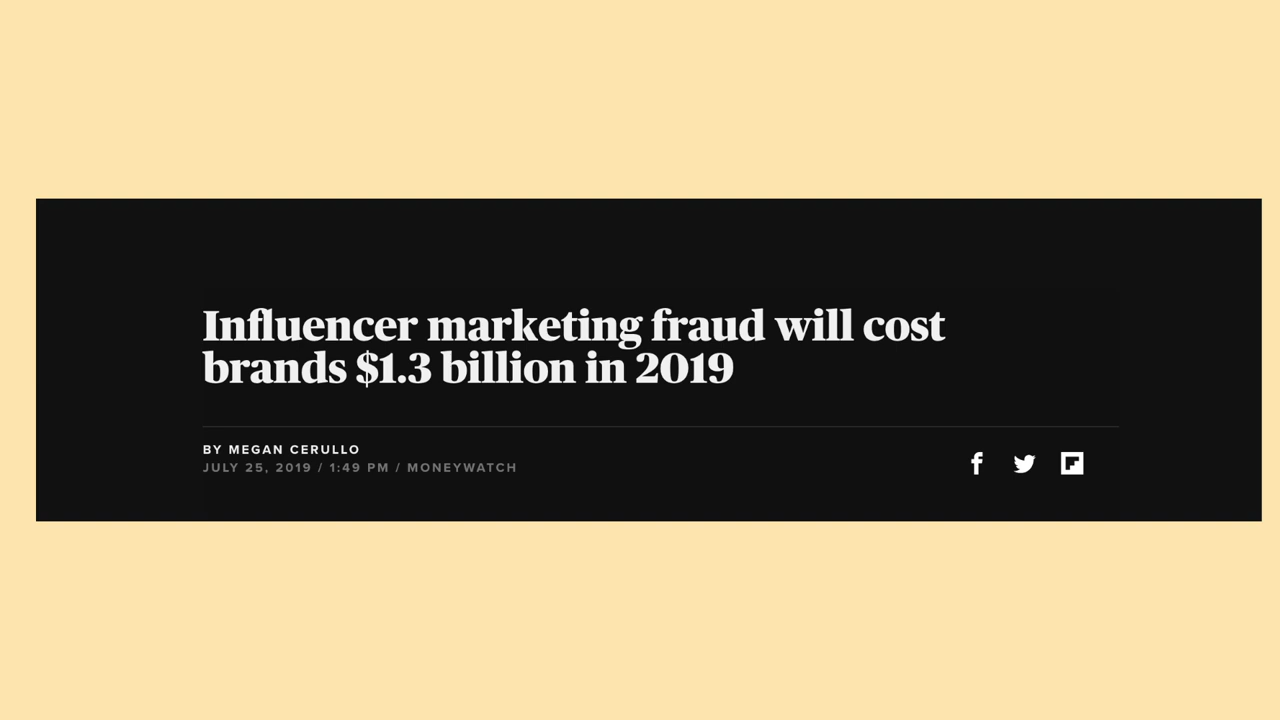 Influencer marketing fraud will cost
brands $1.3 billion in 2019
BY MEGAN CERULLO
JULY 25, 2019 / 1:49 PM / MONEYWATCH